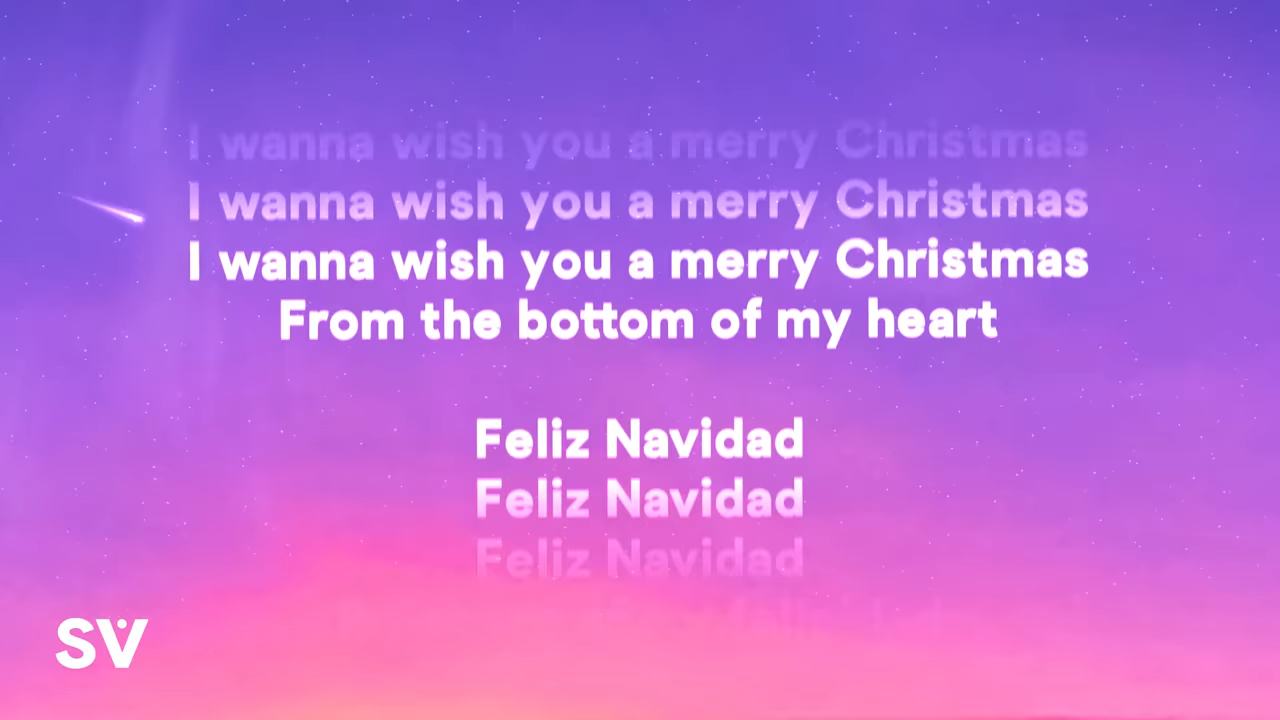 I wanna wish you a merry Christmas
I wanna wish you a merry Christmas
I wanna wish you a merry Christmas
From the bottom of my heart
Feliz Navidad
Feliz Navidad
Feliz Navidad
SV